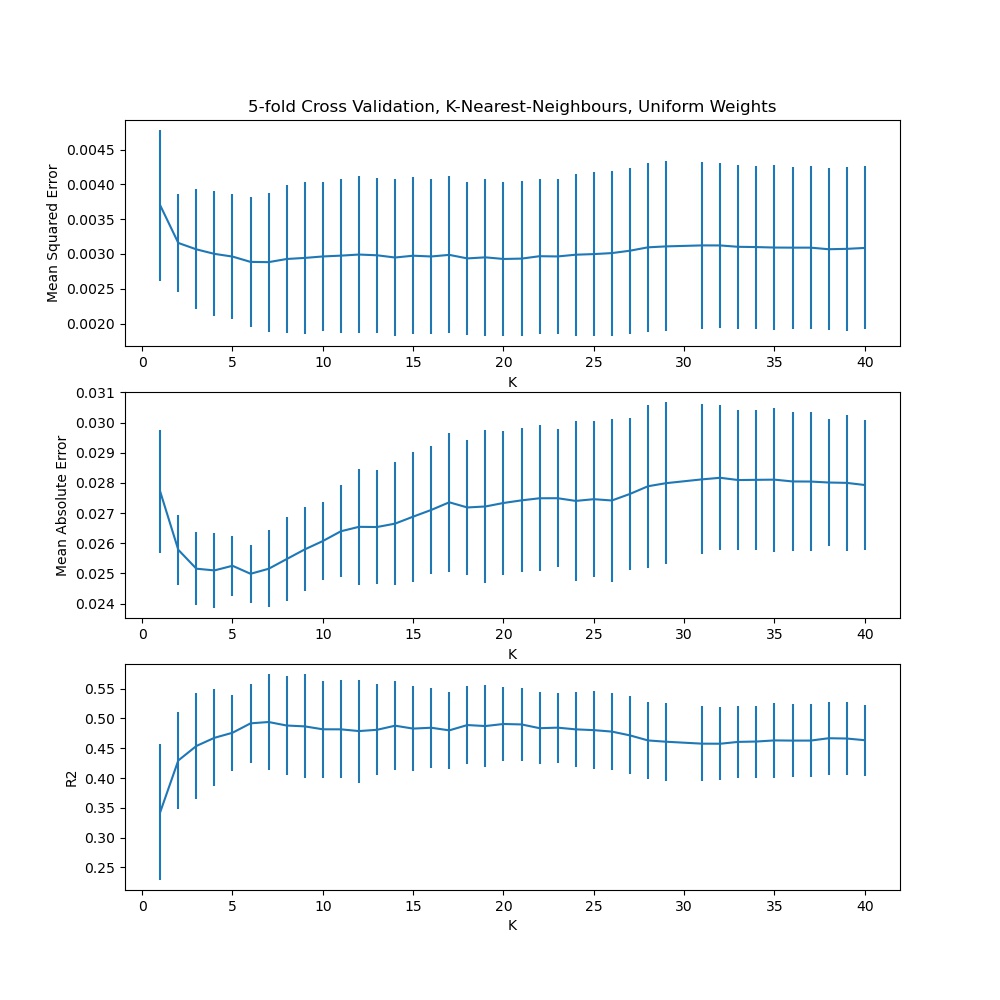 5-fold Cross Validation, K-Nearest-Neighbours, Uniform Weights
Mean Squared Error
0.0045
0.0040
0.0035
0.0030
0.0025
0.0020
0 5 10 15 20 25 30 35 40
K
Mean Absolute Error
0.031
0.030
0.029
0.028
0.027
0.026
0.025
0.024
0 5 10 15 20 25 30 35 40
K
R2
0.55
0.50
0.45
0.40
0.35
0.30
0.25
0 5 10 15 20 25 30 35 40
K